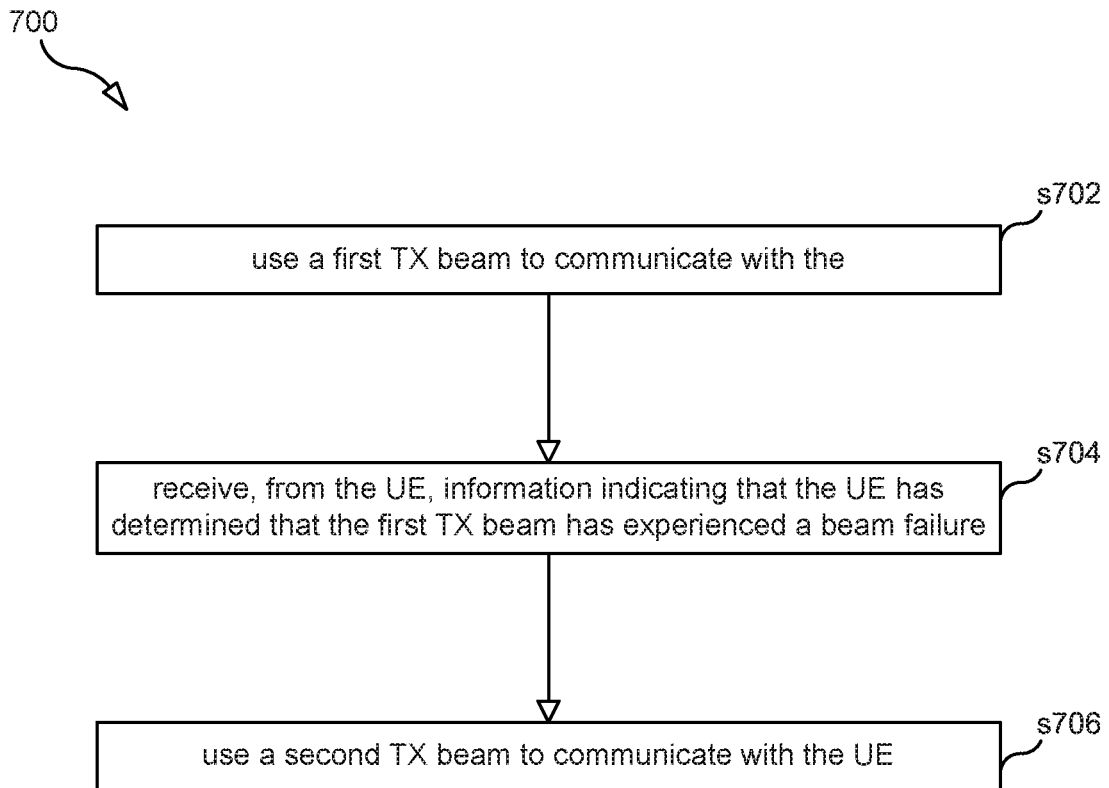 700
s702
use a first TX beam to communicate with the
s704
receive, from the UE, information indicating that the UE has
determined that the first TX beam has experienced a beam failure
s706
use a second TX beam to communicate with the UE